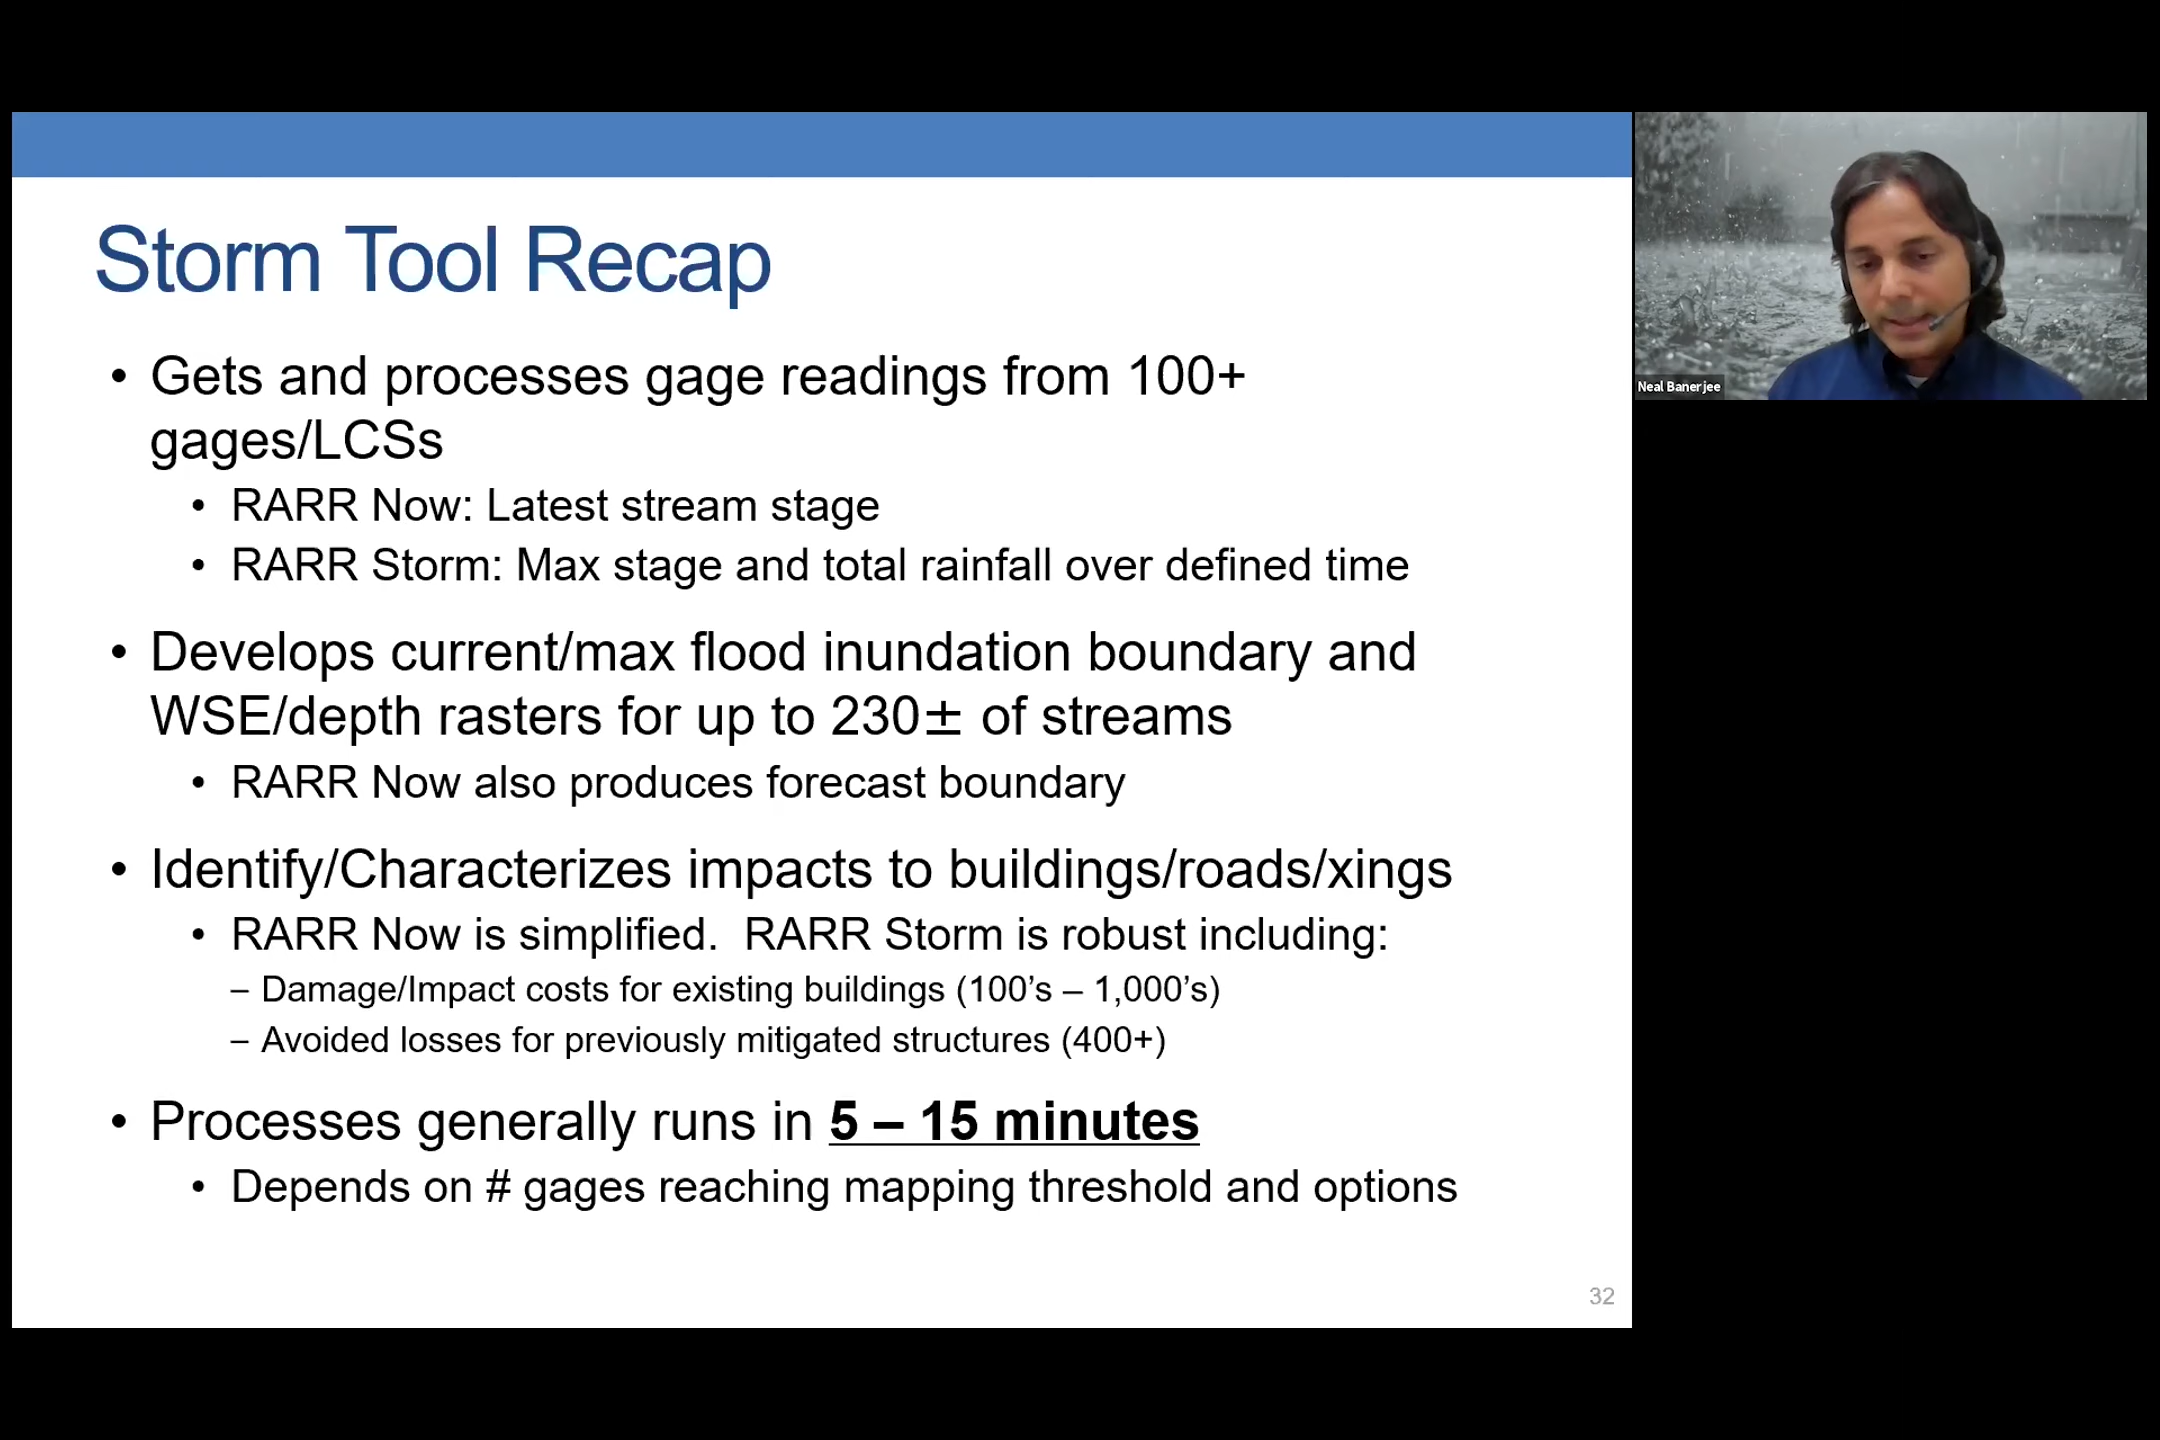 Storm Tool Recap
• Gets and processes gage readings from 100+
gages/LCSs
• RARR Now: Latest stream stage
• RARR Storm: Max stage and total rainfall over defined time
• Develops current/max flood inundation boundary and
WSE/depth rasters for up to 230± of streams
• RARR Now also produces forecast boundary
• Identify/Characterizes impacts to buildings/roads/xings
• RARR Now is simplified.  RARR Storm is robust including:
– Damage/Impact costs for existing buildings (100’s – 1,000’s)
– Avoided losses for previously mitigated structures (400+)
• Processes generally runs in 5 – 15 minutes
• Depends on # gages reaching mapping threshold and options
32
Neal Banerjee